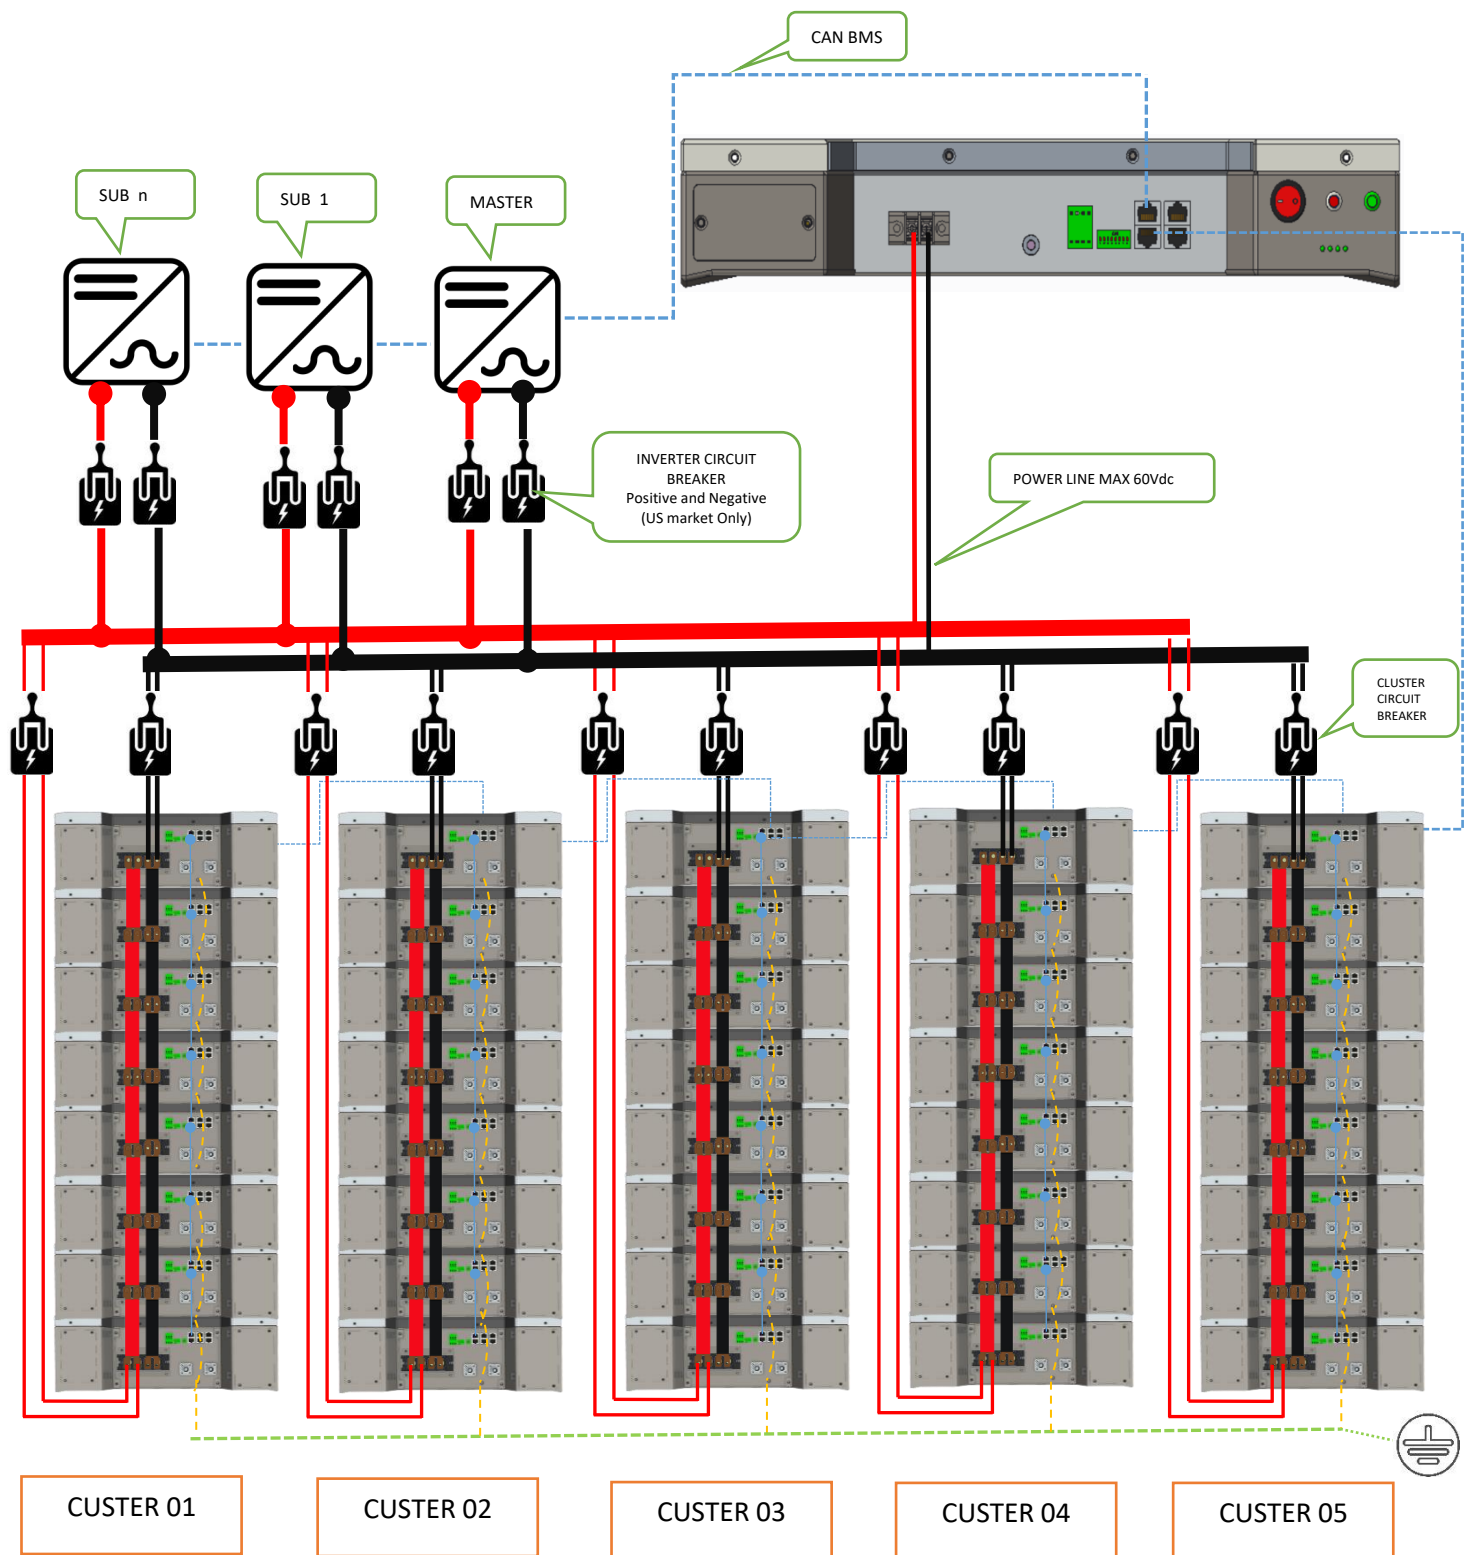 CAN BMS
SUB n
SUB 1
MASTER
INVERTER CIRCUIT
BREAKER
Positive and Negative
(US market Only)
POWER LINE MAX 60Vdc
CLUSTER
CIRCUIT
BREAKER
CUSTER 01
CUSTER 02
CUSTER 03
CUSTER 04
CUSTER 05